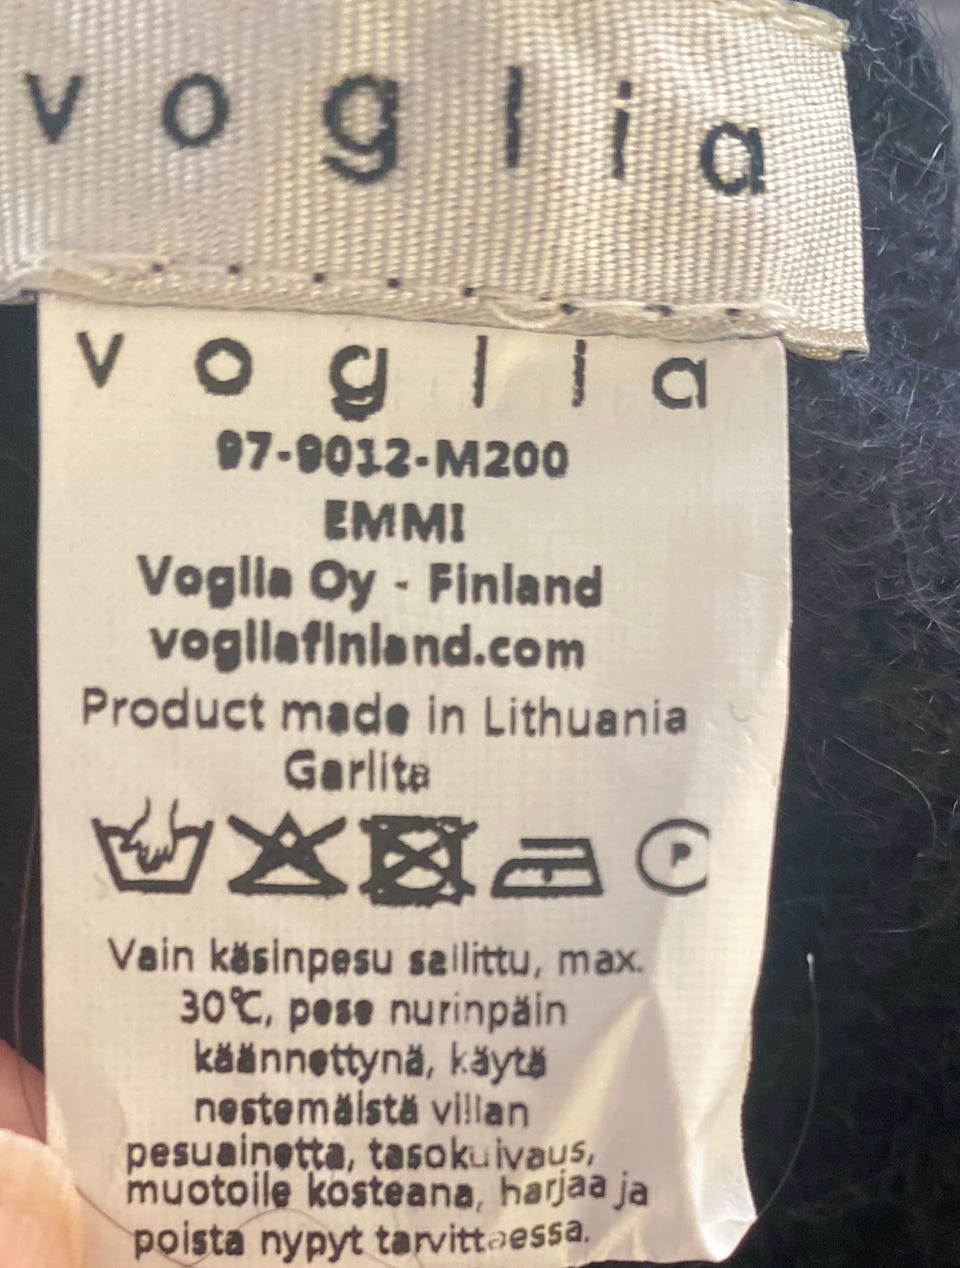 voglia
voglia
97-9012-M200
EMMI
Voglia Oy - Finland
vogliafinland.com
Product made in Lithuania
Garlita
P
Vain käsinpesu sallittu, max.
30°C, pese nurinpäin
käännettynä, käytä
nestemäistä villan
pesuainetta, tasokuivaus,
muotoile kosteana, harjaa ja
poista nypyt tarvittaessa.